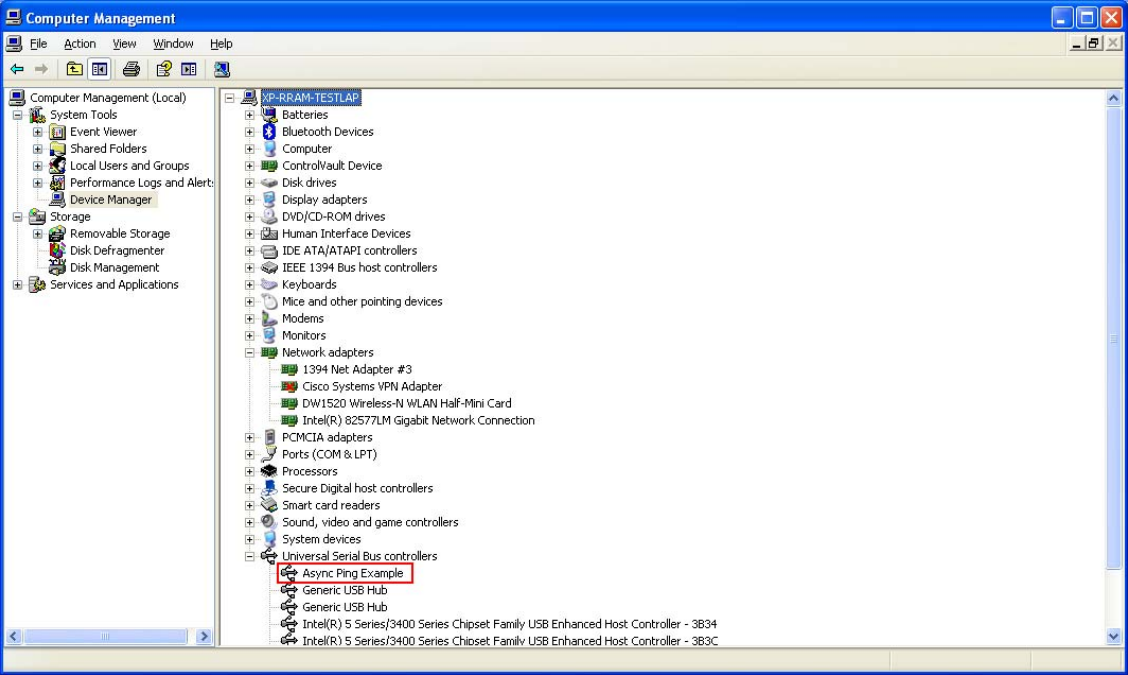 Computer Management
File Action View Window Help
Computer Management (Local)
System Tools
Event Viewer
Shared Folders
Local Users and Groups
Performance Logs and Alert:
Device Manager
Storage
Removable Storage
Disk Defragmenter
Disk Management
Services and Applications
XP-RRAM-TESTLAP
Batteries
Bluetooth Devices
Computer
ControlVault Device
Disk drives
Display adapters
DVD/CD-ROM drives
Human Interface Devices
IDE ATA/ATAPI controllers
IEEE 1394 Bus host controllers
Keyboards
Mice and other pointing devices
Modems
Monitors
Network adapters
1394 Net Adapter #3
Cisco Systems VPN Adapter
DW1520 Wireless-N WLAN Half-Mini Card
Intel(R) 82577LM Gigabit Network Connection
PCMCIA adapters
Ports (COM & LPT)
Processors
Secure Digital host controllers
Smart card readers
Sound, video and game controllers
System devices
Universal Serial Bus controllers
Async Ping Example
Generic USB Hub
Generic USB Hub
Intel(R) 5 Series/3400 Series Chipset Family USB Enhanced Host Controller - 3B34
Intel(R) 5 Series/3400 Series Chipset Family USB Enhanced Host Controller - 3B3C